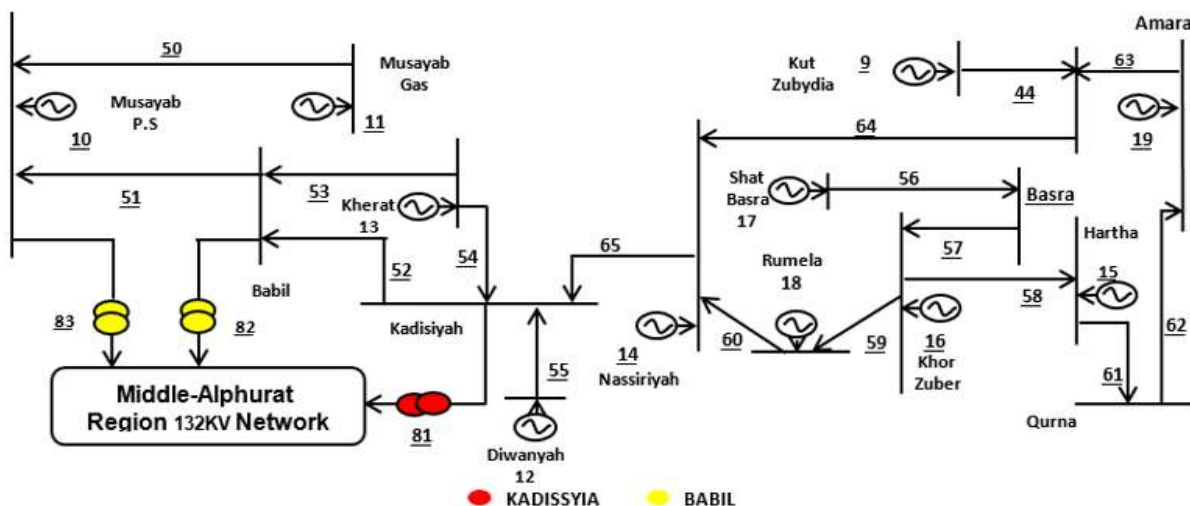 Amara
50
Musayab
Gas
Kut
Zubydia
9
63
44
Musayab
P.S
10
11
64
19
51
53
Kherat
13
Shat
Basra
17
56
Basra
Hartha
57
52
54
65
Rumela
18
15
62
Babil
58
83
82
Kadisiyah
14
Nassiriyah
60
59
16
Khor
Zuber
61
55
Middle-Alphurat
Region 132KV Network
81
Qurna
Diwanyah
12
KADISSYIA
BABIL